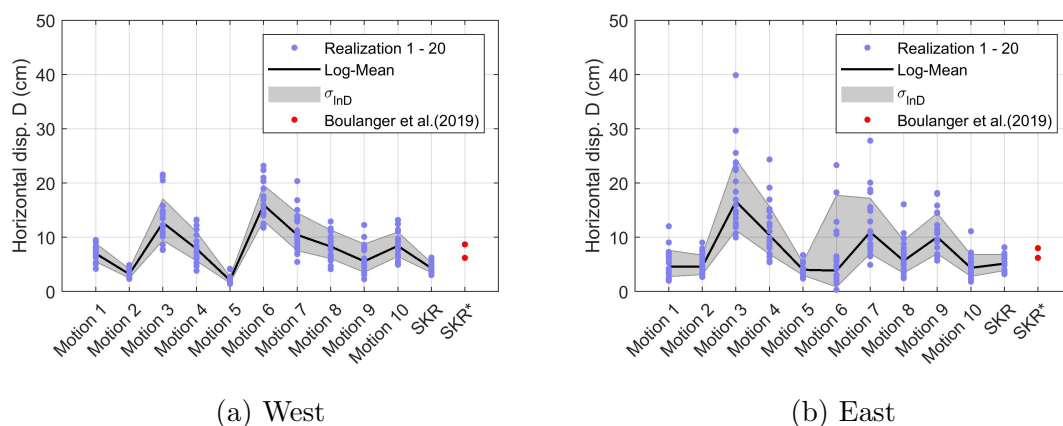 50
40
30
20
10
0
Horizontal disp. D (cm)
Realization 1 - 20
Log-Mean
σlnD
Boulanger et al.(2019)
Motion 1
Motion 2
Motion 3
Motion 4
Motion 5
Motion 6
Motion 7
Motion 8
Motion 9
Motion 10
SKR
SKR*
(a) West
50
40
30
20
10
0
Horizontal disp. D (cm)
Realization 1 - 20
Log-Mean
σlnD
Boulanger et al.(2019)
Motion 1
Motion 2
Motion 3
Motion 4
Motion 5
Motion 6
Motion 7
Motion 8
Motion 9
Motion 10
SKR
SKR*
(b) East